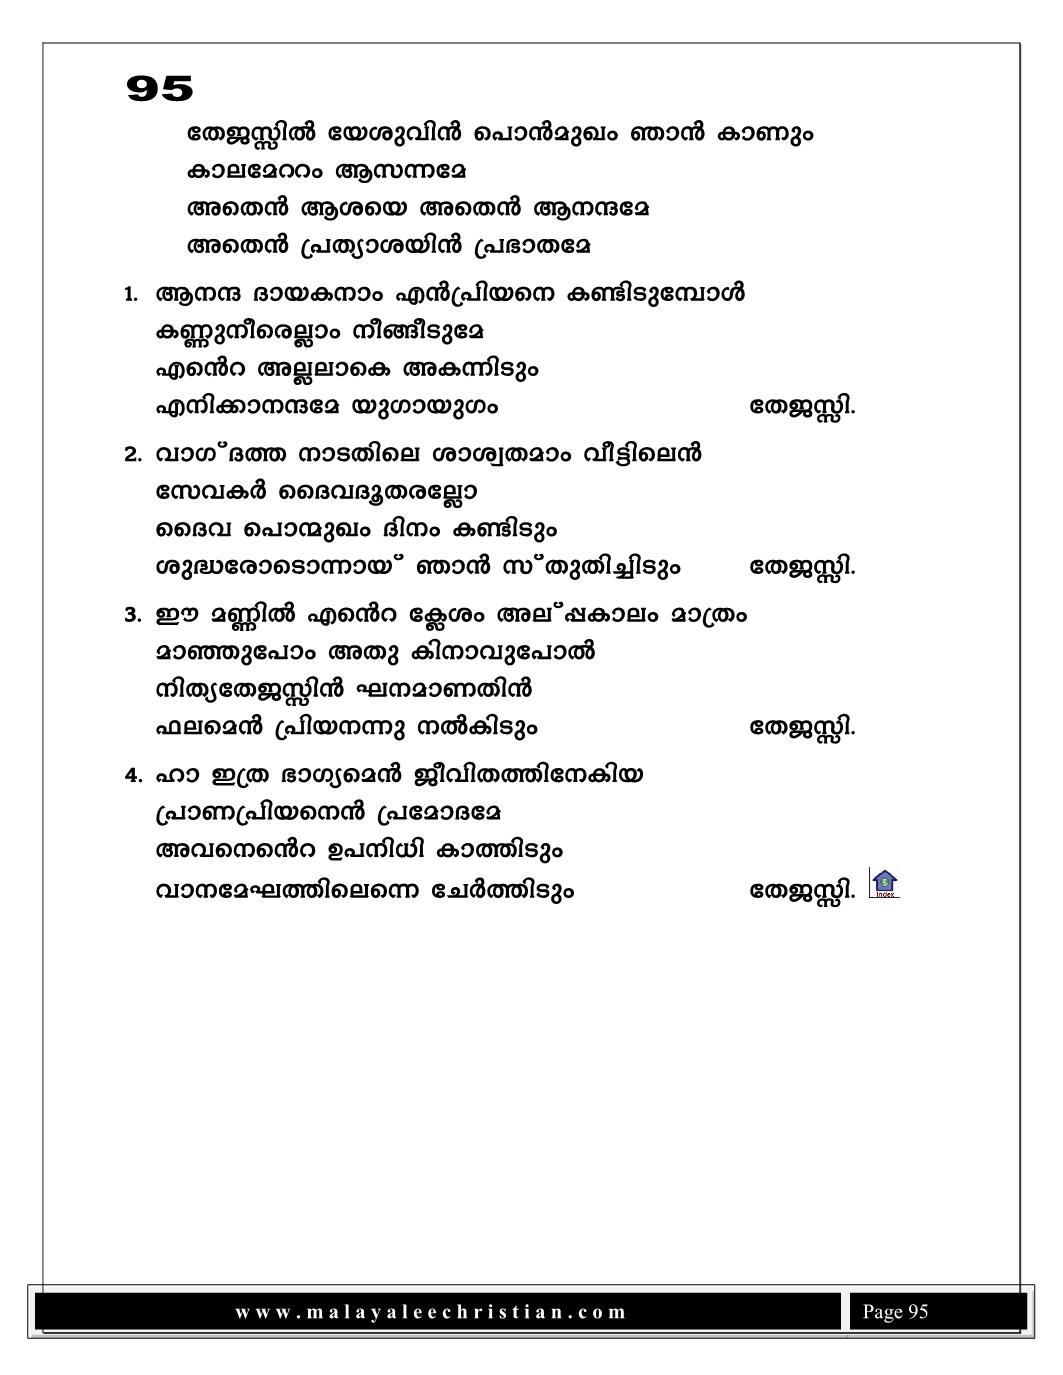 95
തേജസ്സിൽ യേശുവിൻ പൊൻമുഖം ഞാൻ കാണും
കാലമേററം ആസന്നമേ
അതെൻ ആശയെ അതെൻ ആനന്ദമേ
അതെൻ പ്രത്യാശയിൻ പ്രഭാതമേ
1. ആനന്ദ ദായകനാം എൻപ്രിയനെ കണ്ടിടുമ്പോൾ
കണ്ണുനീരെല്ലാം നീങ്ങീടുമേ
എൻെറ അല്ലലാകെ അകന്നിടും
എനിക്കാനന്ദമേ യുഗായുഗം തേജസ്സി.
2. വാഗ്ദത്ത നാടതിലെ ശാശ്വതമാം വീട്ടിലെൻ
സേവകർ ദൈവദൂതരല്ലോ
ദൈവ പൊന്മുഖം ദിനം കണ്ടിടും
ശുദ്ധരോടൊന്നായ് ഞാൻ സ്തുതിച്ചിടും തേജസ്സി.
3. ഈ മണ്ണിൽ എൻെറ ക്ലേശം അല്പ്പകാലം മാത്രം
മാഞ്ഞുപോം അതു കിനാവുപോൽ
നിത്യതേജസ്സിൻ ഘനമാണതിൻ
ഫലമെൻ പ്രിയനന്നു നൽകിടും തേജസ്സി.
4. ഹാ ഇത്ര ഭാഗ്യമെൻ ജീവിതത്തിനേകിയ
പ്രാണപ്രിയനെൻ പ്രമോദമേ
അവനെൻെറ ഉപനിധി കാത്തിടും
വാനമേഘത്തിലെന്നെ ചേർത്തിടും തേജസ്സി. Index
www.malayaleechristian.com Page 95